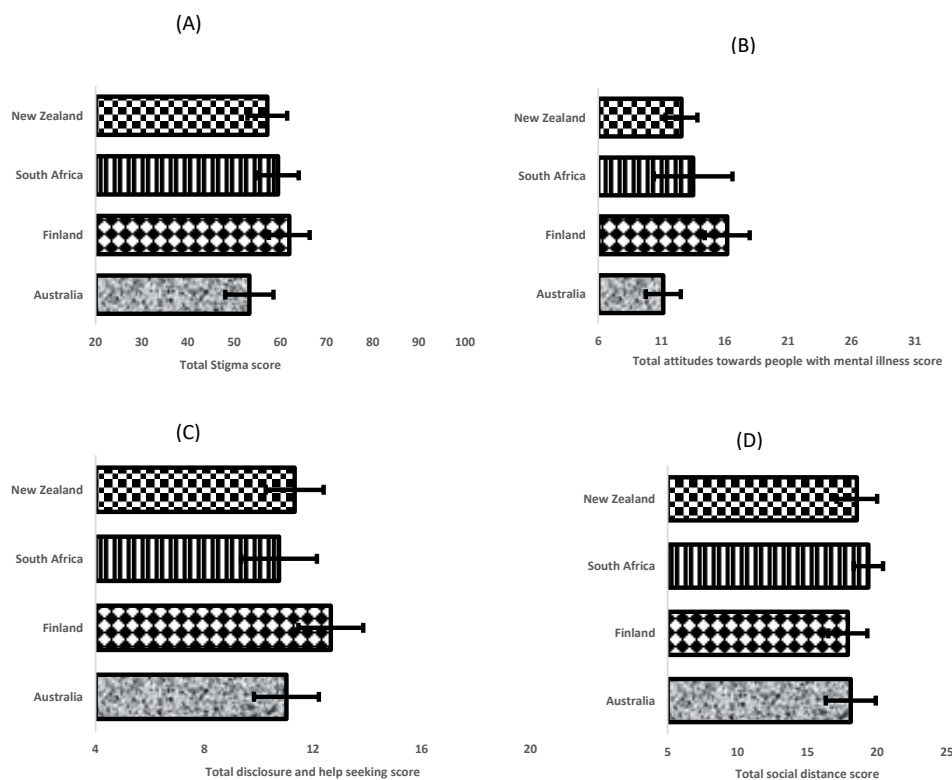 (A)
New Zealand
South Africa
Finland
Australia
20 30 40 50 60 70 80 90 100
Total Stigma score
(B)
New Zealand
South Africa
Finland
Australia
6 11 16 21 26 31
Total attitudes towards people with mental illness score
(C)
New Zealand
South Africa
Finland
Australia
4 8 12 16 20
Total disclosure and help seeking score
(D)
New Zealand
South Africa
Finland
Australia
5 10 15 20 25
Total social distance score